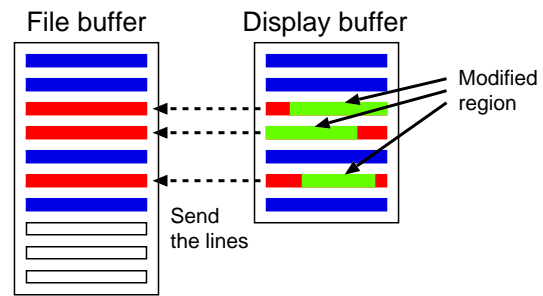 File buffer
Display buffer
Modified
region
Send
the lines